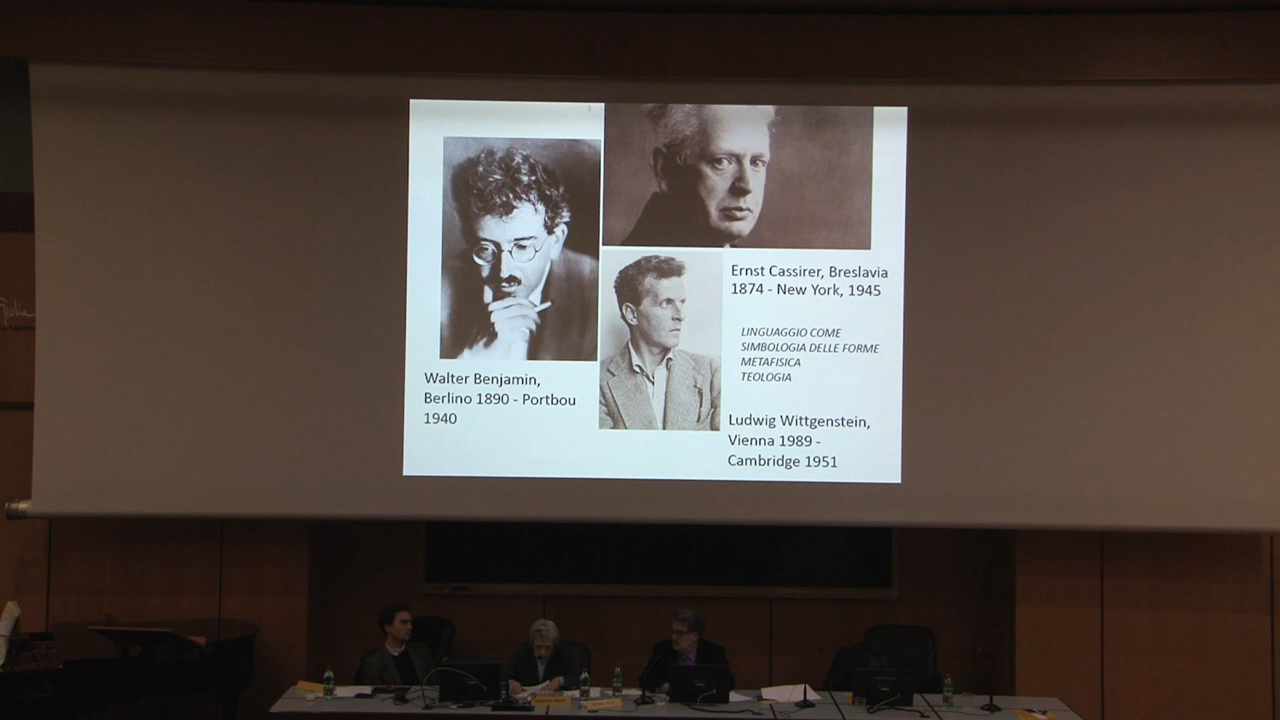 Ernst Cassirer, Breslavia
1874 - New York, 1945
LINGUAGGIO COME
SIMBOLOGIA DELLE FORME
METAFISICA
TEOLOGIA
Walter Benjamin,
Berlino 1890 - Portbou
1940
Ludwig Wittgenstein,
Vienna 1989 -
Cambridge 1951